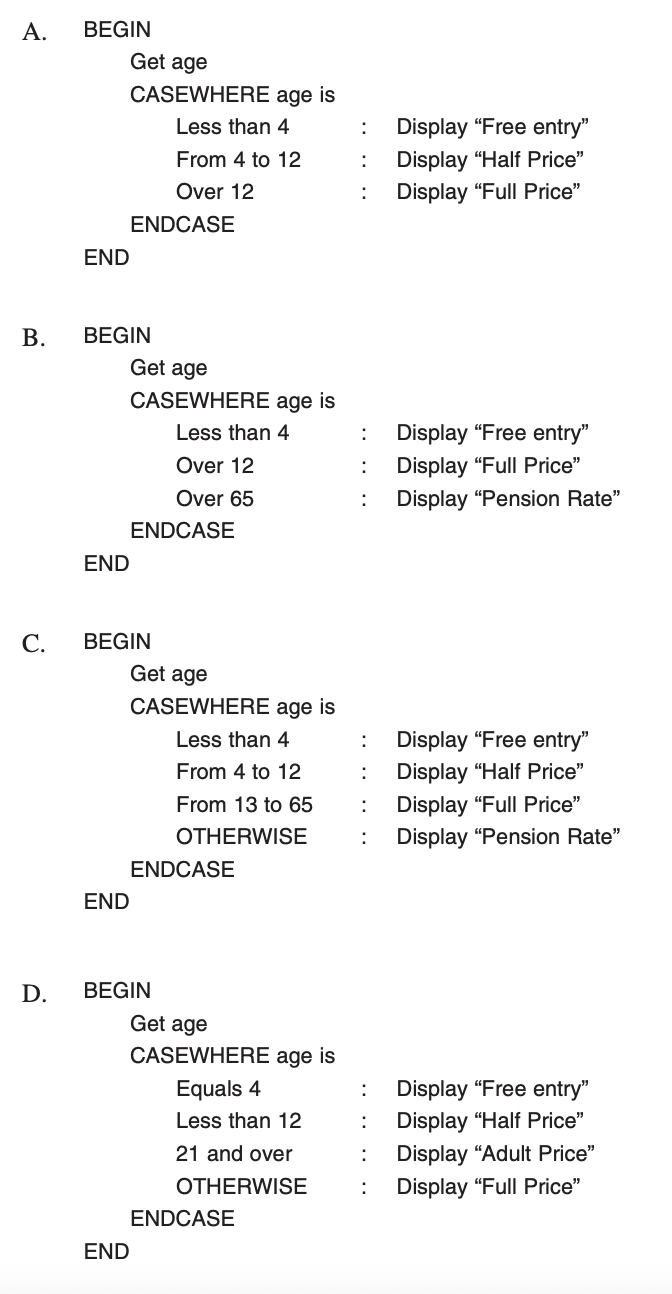 A. BEGIN
Get age
CASEWHERE age is
Less than 4 : Display “Free entry”
From 4 to 12 : Display “Half Price”
Over 12 : Display “Full Price”
ENDCASE
END
B. BEGIN
Get age
CASEWHERE age is
Less than 4 : Display “Free entry”
Over 12 : Display “Full Price”
Over 65 : Display “Pension Rate”
ENDCASE
END
C. BEGIN
Get age
CASEWHERE age is
Less than 4 : Display “Free entry”
From 4 to 12 : Display “Half Price”
From 13 to 65 : Display “Full Price”
OTHERWISE : Display “Pension Rate”
ENDCASE
END
D. BEGIN
Get age
CASEWHERE age is
Equals 4 : Display “Free entry”
Less than 12 : Display “Half Price”
21 and over : Display “Adult Price”
OTHERWISE : Display “Full Price”
ENDCASE
END